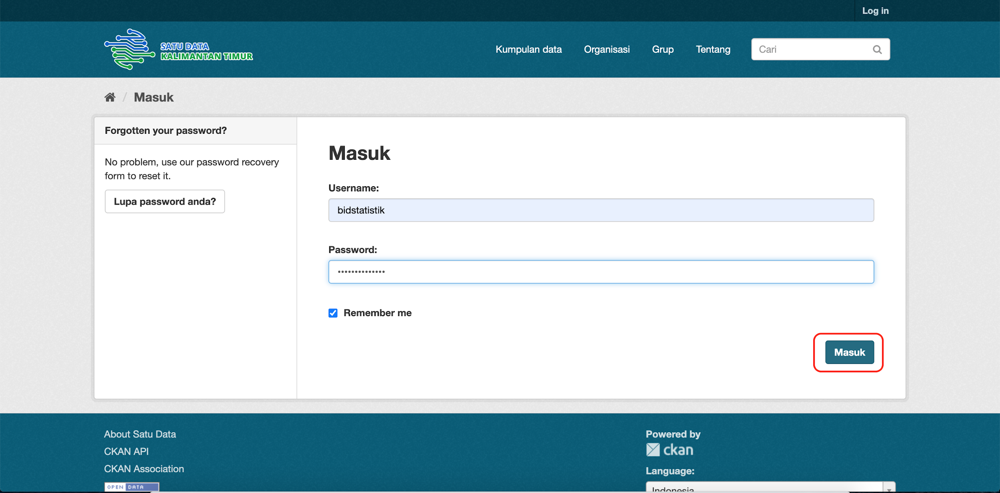 Log in
SATU DATA
KALIMANTAN TIMUR
Kumpulan data
Organisasi
Grup
Tentang
Cari
/ Masuk
Forgotten your password?
No problem, use our password recovery
form to reset it.
Lupa password anda?
Masuk
Username:
bidstatistik
Password:
••••••••••••••
Remember me
Masuk
About Satu Data
CKAN API
CKAN Association
OPEN DATA
Powered by
ckan
Language:
Indonesia